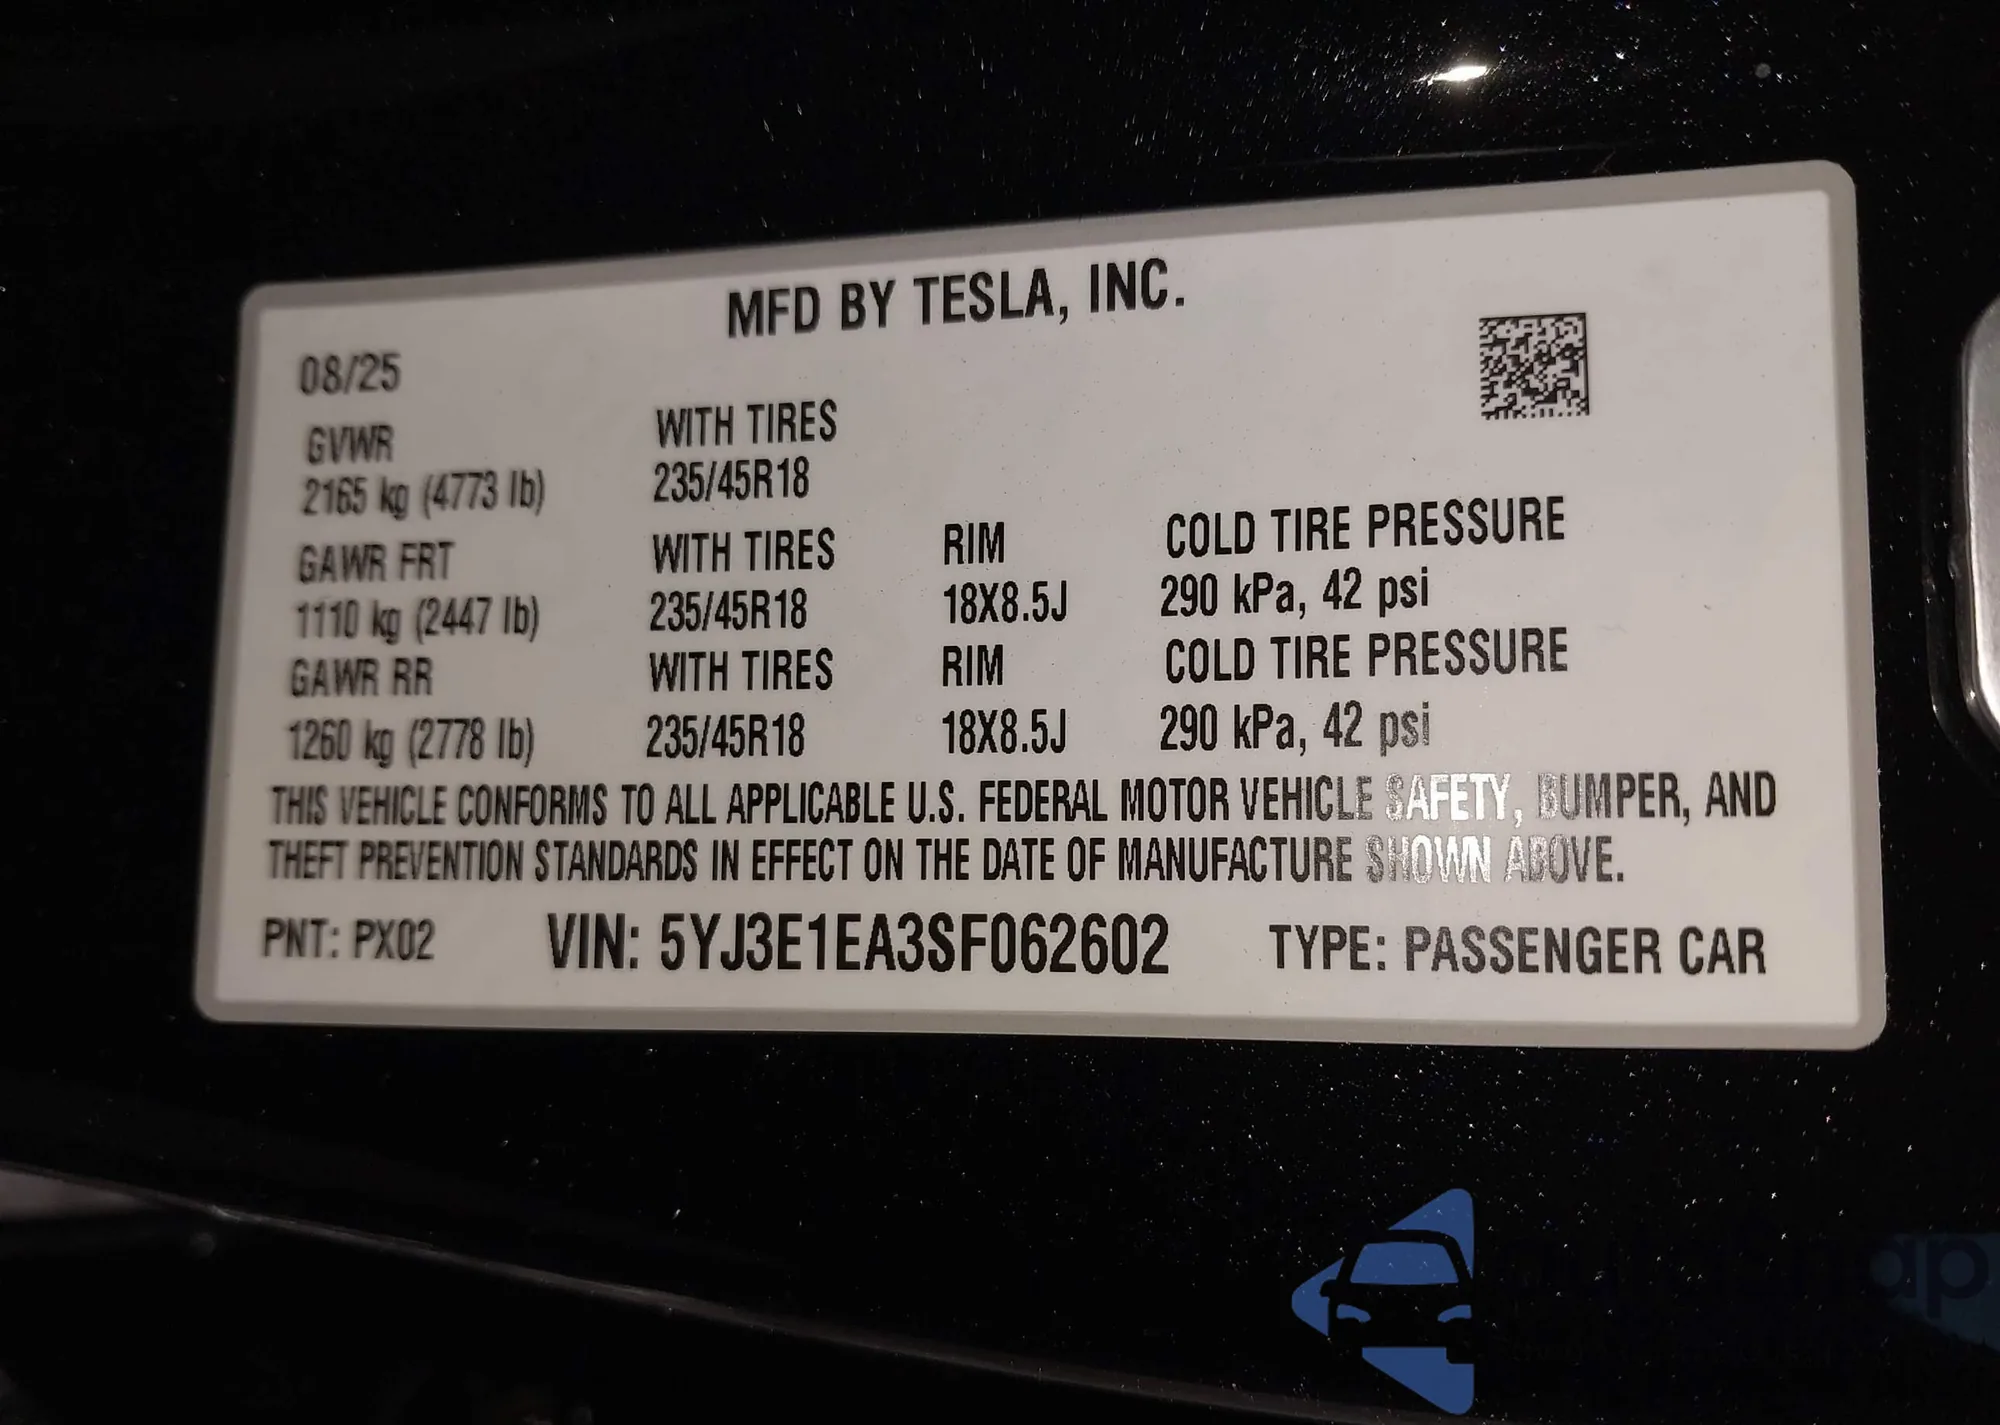 MFD BY TESLA, INC.
08/25
GVWR WITH TIRES
2165 kg (4773 lb) 235/45R18
GAWR FRT WITH TIRES RIM COLD TIRE PRESSURE
1110 kg (2447 lb) 235/45R18 18X8.5J 290 kPa, 42 psi
GAWR RR WITH TIRES RIM COLD TIRE PRESSURE
1260 kg (2778 lb) 235/45R18 18X8.5J 290 kPa, 42 psi
THIS VEHICLE CONFORMS TO ALL APPLICABLE U.S. FEDERAL MOTOR VEHICLE SAFETY, BUMPER, AND
THEFT PREVENTION STANDARDS IN EFFECT ON THE DATE OF MANUFACTURE SHOWN ABOVE.
PNT: PX02 VIN: 5YJ3E1EA3SF062602 TYPE: PASSENGER CAR